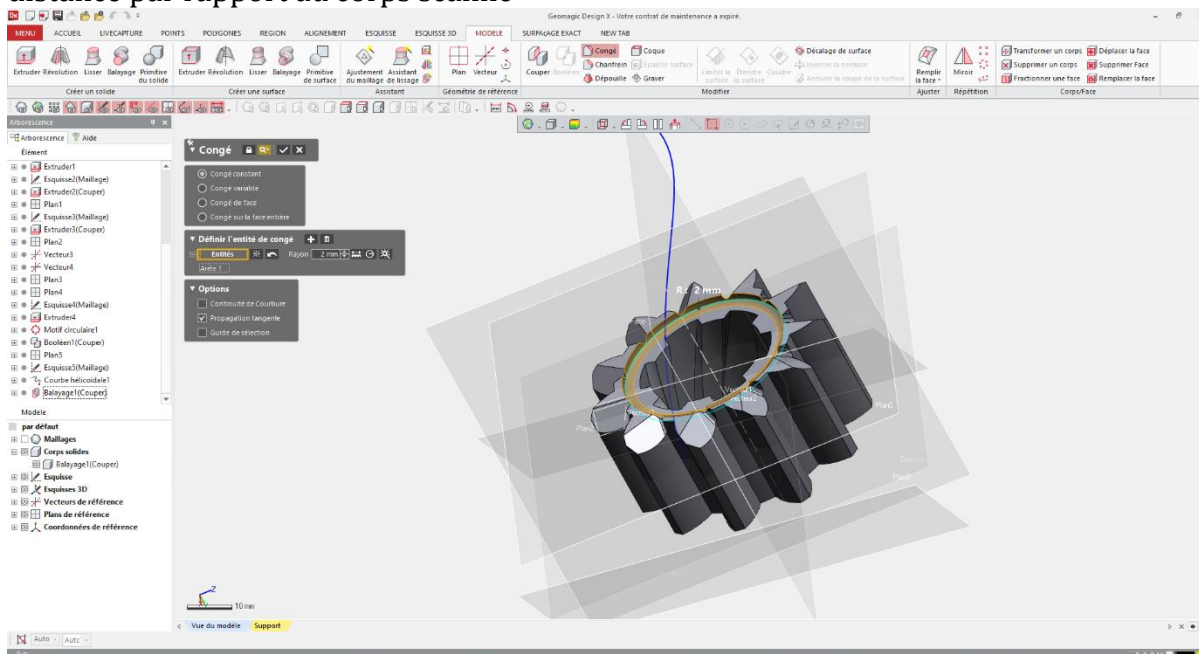 distance par rapport au corps scanné
Geomagic Design X - Votre contrat de maintenance a expiré.
MENU ACCUEIL LIVECAPTURE POINTS POLYGONES REGION ALIGNEMENT ESQUISSE ESQUISSE 3D MODELE SURFAÇAGE EXACT NEW TAB
Extruder Révolution Lisser Balayage Primitive du solide
Créer un solide
Extruder Révolution Lisser Balayage Primitive de surface
Créer une surface
Ajustement du maillage Assistant de lissage
Assistant
Plan Vecteur
Géométrie de référence
Couper Booléen
Congé Coque
Chanfrein Epaissir surface
Dépouille Graver
Limiter la surface Étendre la surface Coudre
Décalage de surface
Inverser la normale
Annuler la coupe de la surface
Modifier
Remplir la face
Ajuster
Miroir
Répétition
Transformer un corps Déplacer la face
Supprimer un corps Supprimer Face
Fractionner une face Remplacer la face
Corps/Face
Arborescence
Arborescence Aide
Élément
Extruder1
Esquisse2(Maillage)
Extruder2(Couper)
Plan1
Esquisse3(Maillage)
Extruder3(Couper)
Plan2
Vecteur3
Vecteur4
Plan3
Plan4
Esquisse4(Maillage)
Extruder4
Motif circulaire1
Booléen1(Couper)
Plan5
Esquisse5(Maillage)
Courbe hélicoïdale1
Balayage1(Couper)
Modèle
par défaut
Maillages
Corps solides
Balayage1(Couper)
Esquisse
Esquisses 3D
Vecteurs de référence
Plans de référence
Coordonnées de référence
Congé
Congé constant
Congé variable
Congé de face
Congé sur la face entière
Définir l'entité de congé
Entités Rayon 2 mm
Arête 1
Options
Continuité de Courbure
Propagation tangente
Guide de sélection
R : 2 mm
Vecteur2
Plan1
Z
10 mm
Vue du modèle Support
Auto Auto